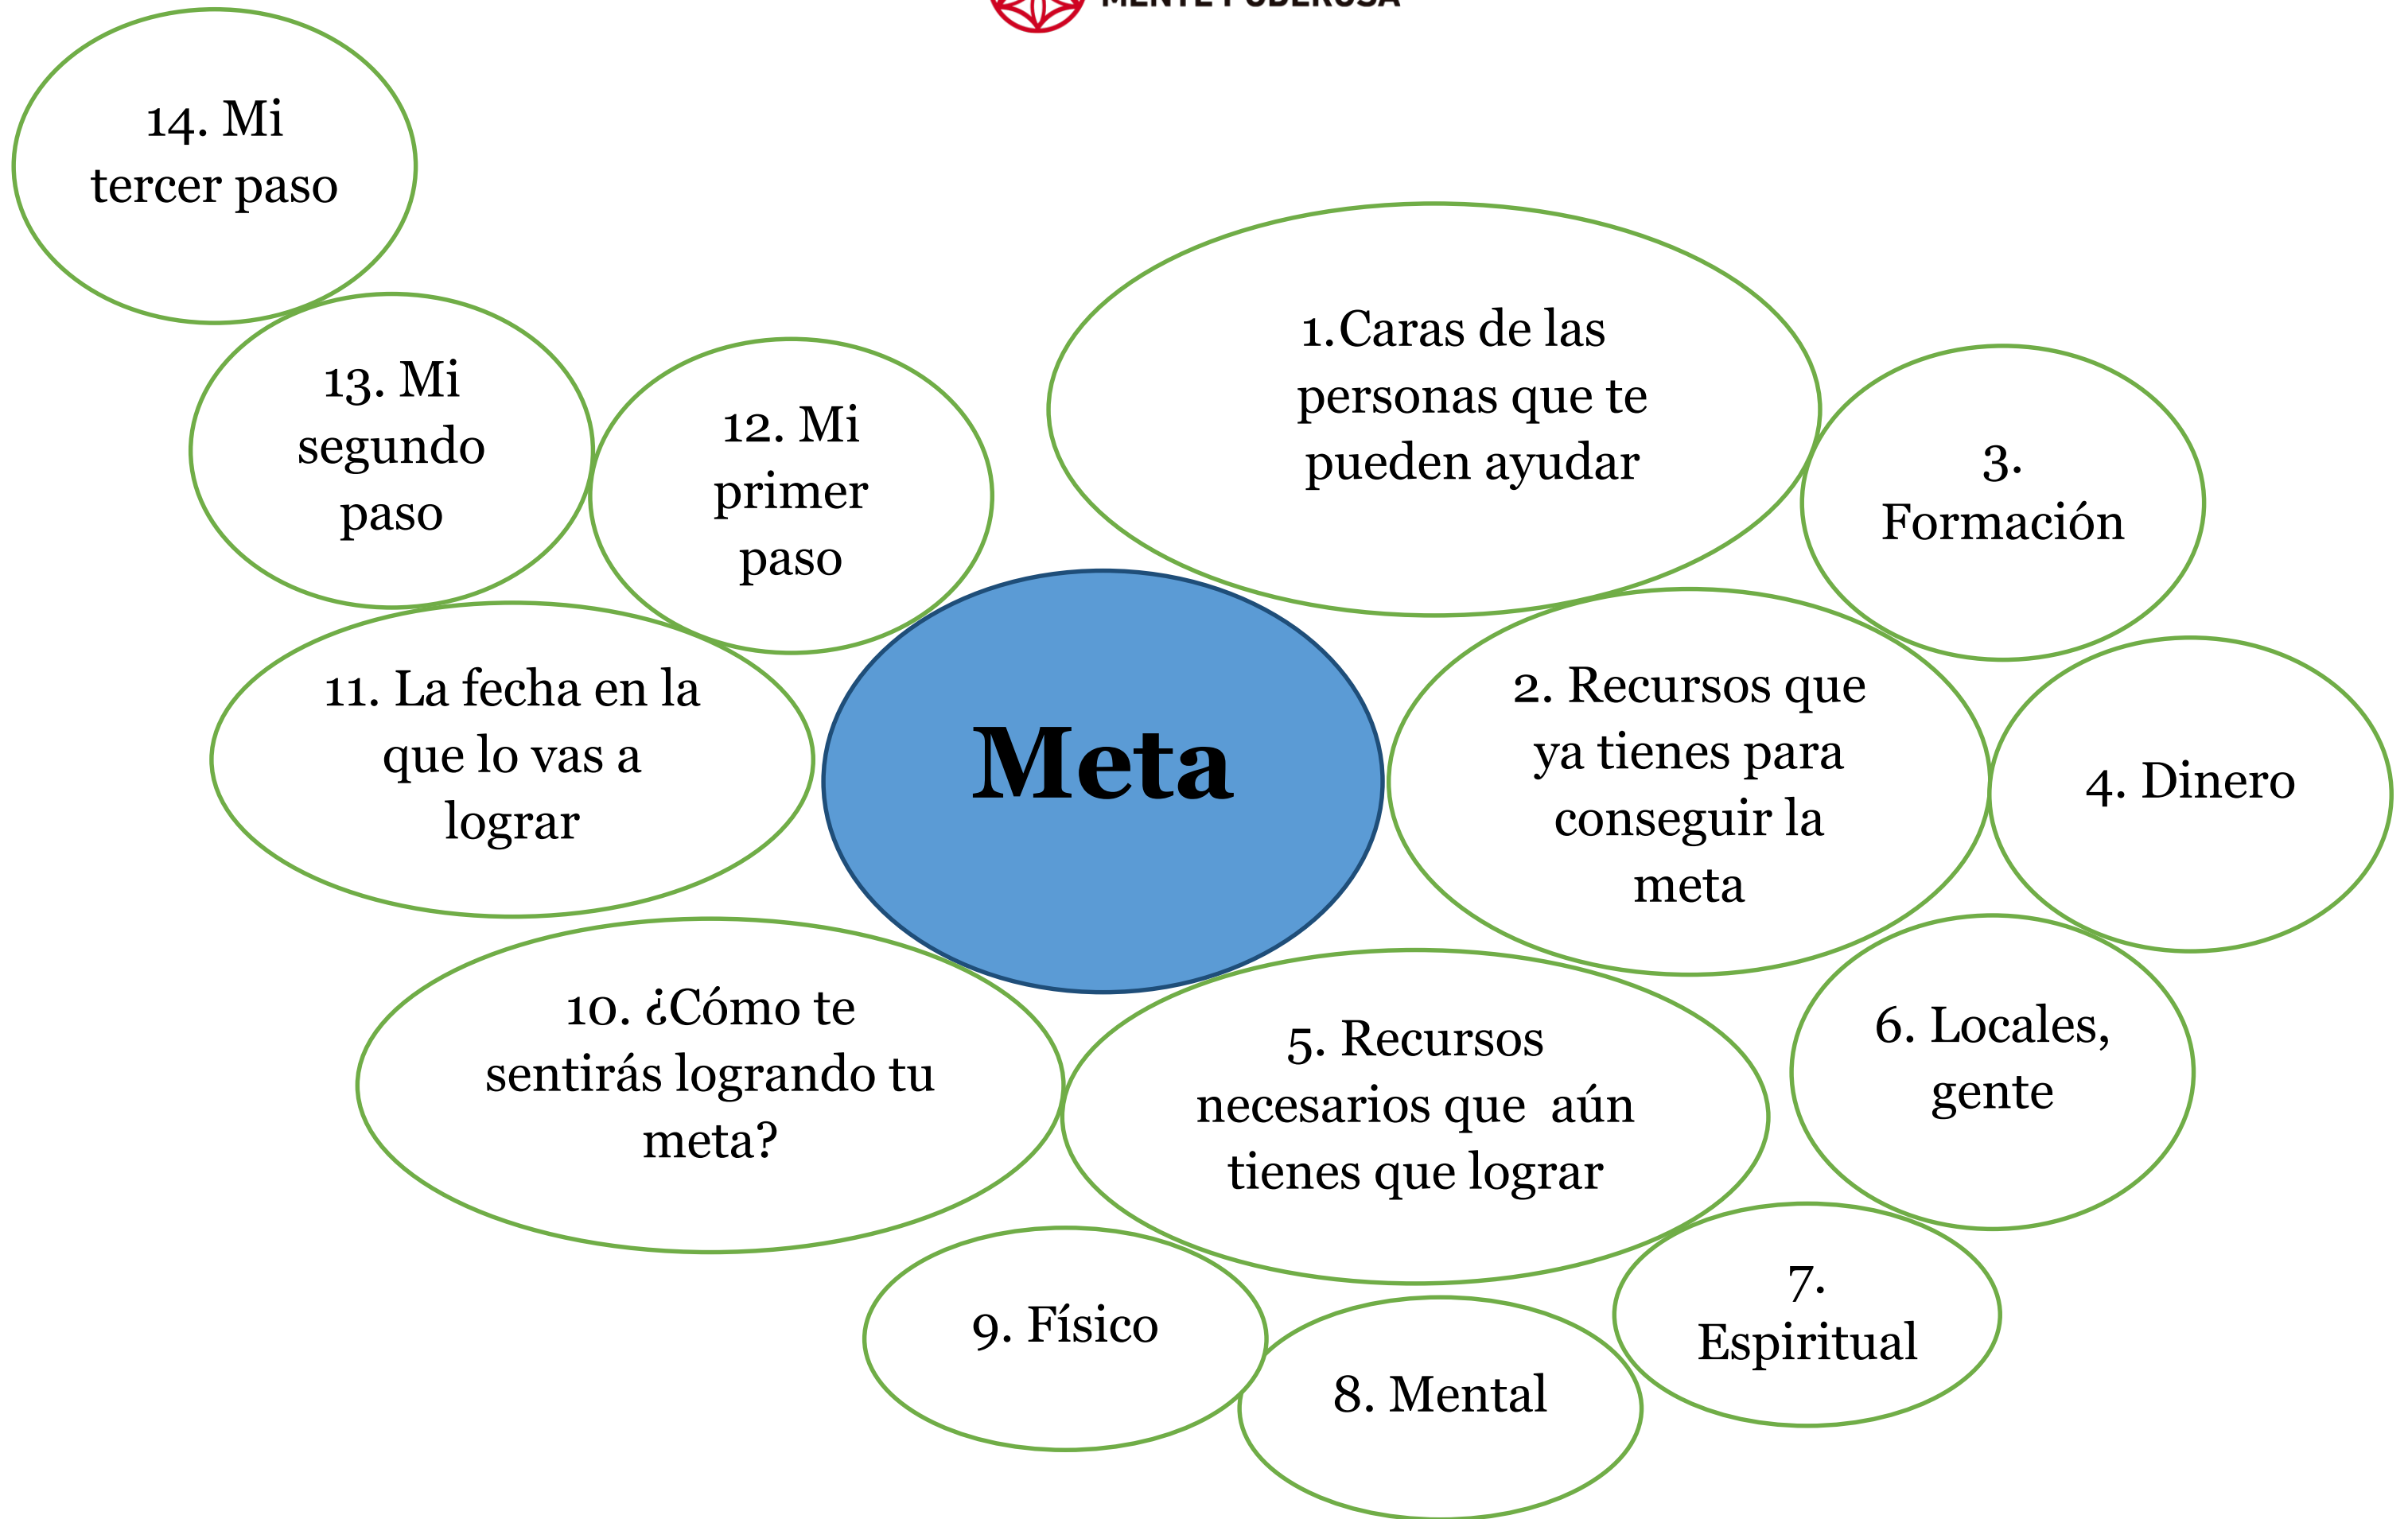 MENTE PODEROSA
14. Mi
tercer paso
13. Mi
segundo
paso
12. Mi
primer
paso
1.Caras de las
personas que te
pueden ayudar
3.
Formación
11. La fecha en la
que lo vas a
lograr
Meta
2. Recursos que
ya tienes para
conseguir la
meta
4. Dinero
10. ¿Cómo te
sentirás logrando tu
meta?
5. Recursos
necesarios que aún
tienes que lograr
6. Locales,
gente
9. Físico
8. Mental
7.
Espiritual